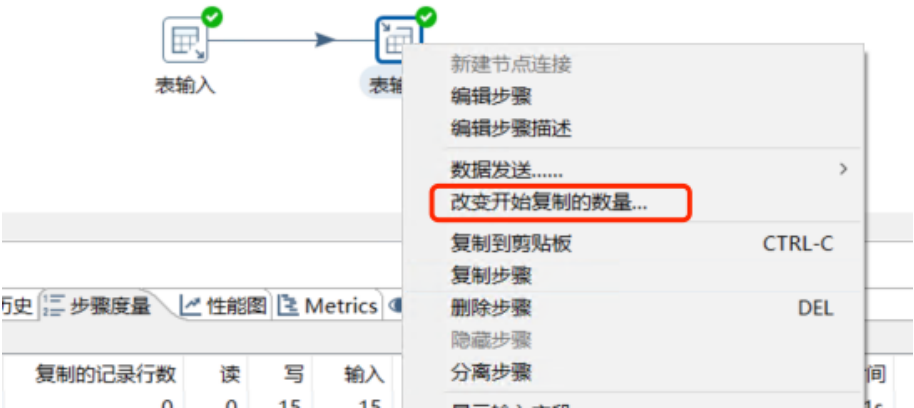 表输入
表输
新建节点连接
编辑步骤
编辑步骤描述
数据发送......
改变开始复制的数量...
复制到剪贴板 CTRL-C
复制步骤
删除步骤 DEL
隐藏步骤
分离步骤
历史 步骤度量 性能图 Metrics
复制的记录行数 读 写 输入 间
0 0 15 15 1s